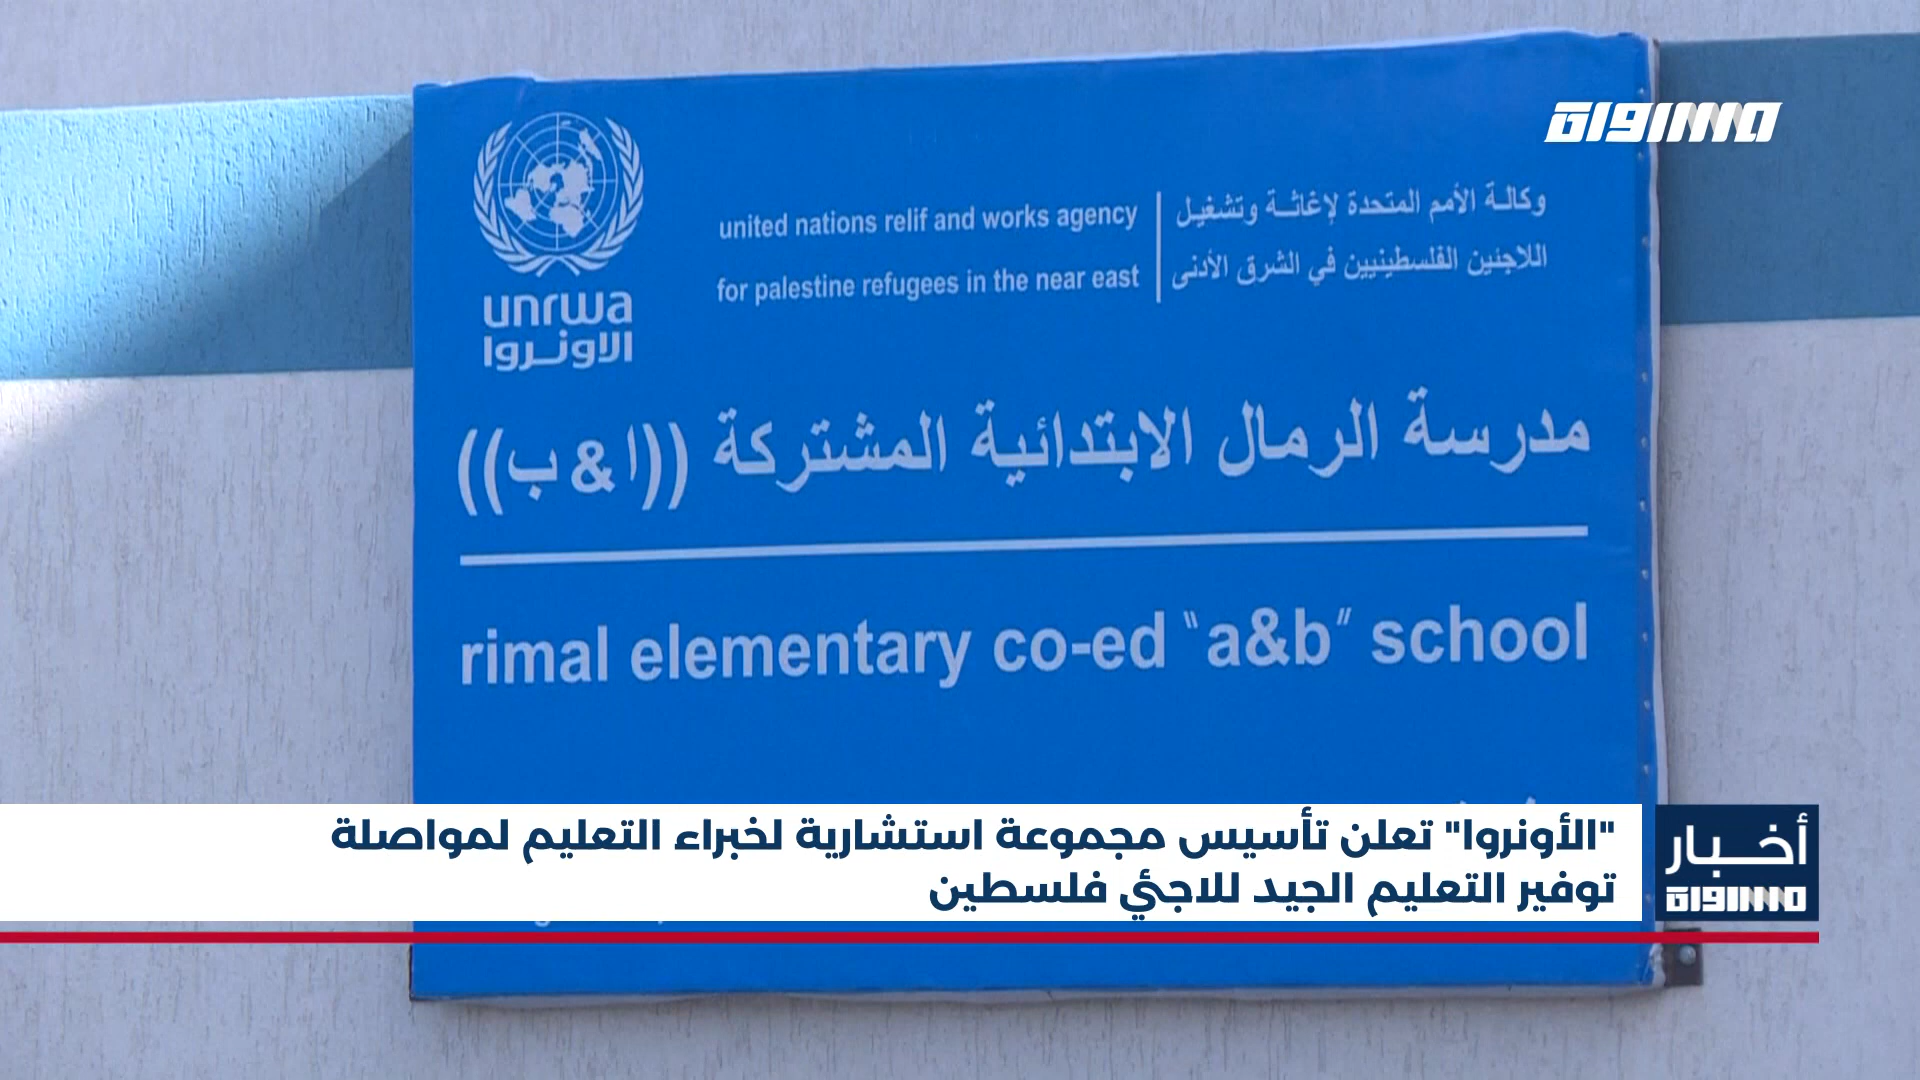 مساواة
unrwa
الاونروا
united nations relif and works agency
for palestine refugees in the near east
وكالة الأمم المتحدة لإغاثة وتشغيل
اللاجئين الفلسطينيين في الشرق الأدنى
مدرسة الرمال الابتدائية المشتركة ((ا & ب))
rimal elementary co-ed "a&b" school
أخبار
مساواة
"الأونروا" تعلن تأسيس مجموعة استشارية لخبراء التعليم لمواصلة
توفير التعليم الجيد للاجئي فلسطين